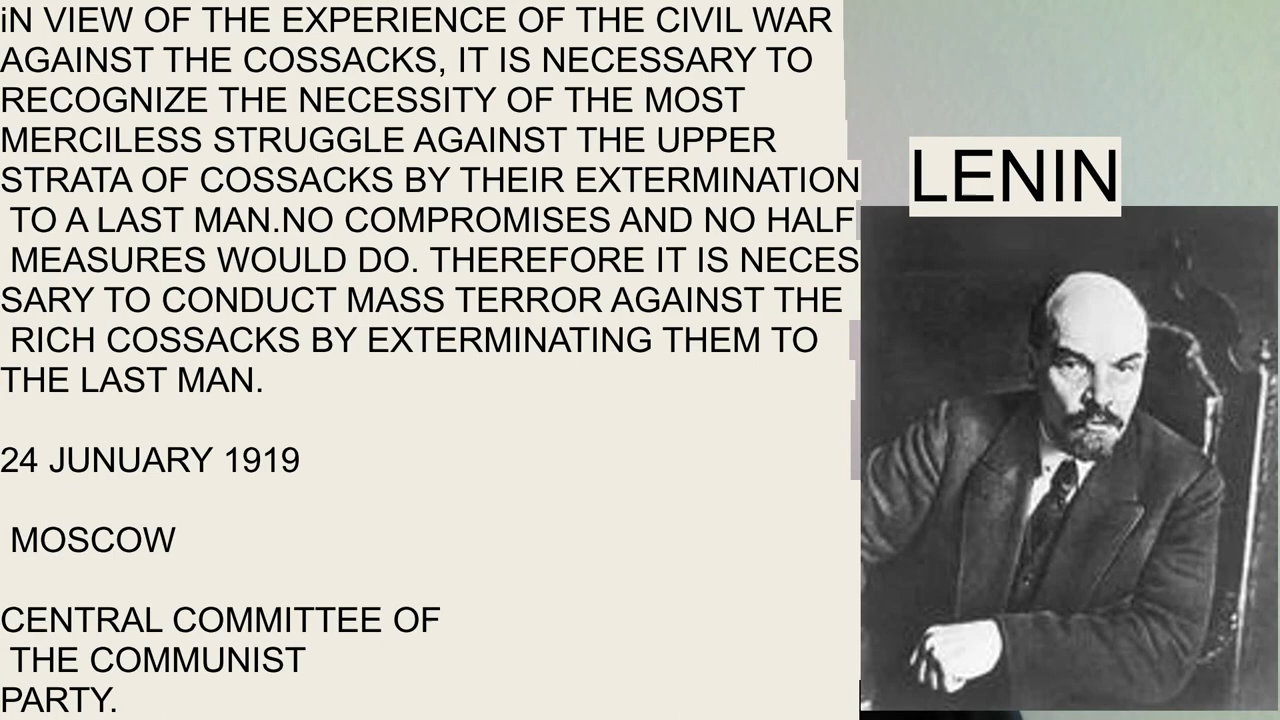 iN VIEW OF THE EXPERIENCE OF THE CIVIL WAR
AGAINST THE COSSACKS, IT IS NECESSARY TO
RECOGNIZE THE NECESSITY OF THE MOST
MERCILESS STRUGGLE AGAINST THE UPPER
STRATA OF COSSACKS BY THEIR EXTERMINATION
TO A LAST MAN.NO COMPROMISES AND NO HALF
MEASURES WOULD DO. THEREFORE IT IS NECES
SARY TO CONDUCT MASS TERROR AGAINST THE
RICH COSSACKS BY EXTERMINATING THEM TO
THE LAST MAN.
24 JUNUARY 1919
MOSCOW
CENTRAL COMMITTEE OF
THE COMMUNIST
PARTY.
LENIN